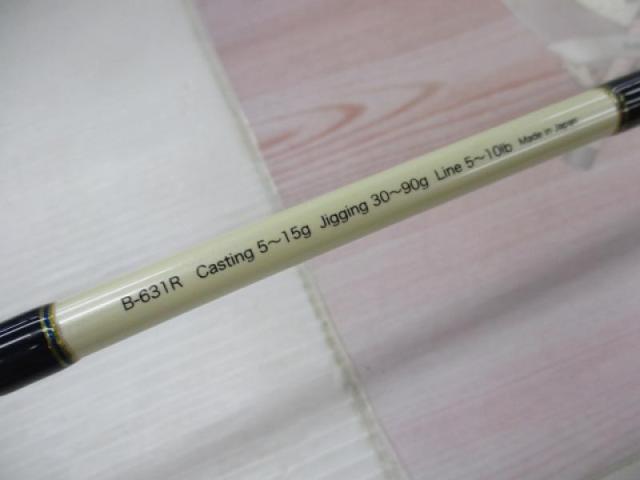 B-631R Casting 5～15g Jigging 30～90g Line 5～10lb Made in Japan